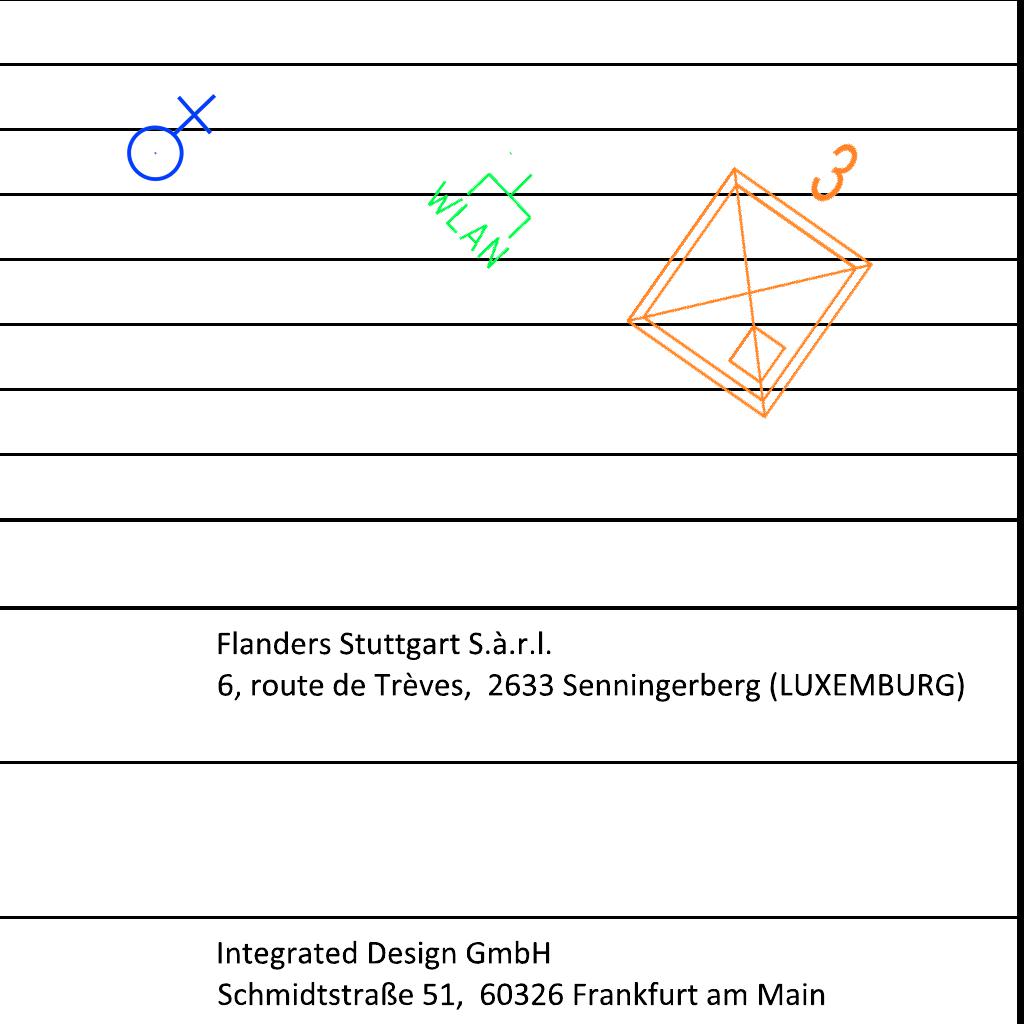 3
WLAN
Flanders Stuttgart S.à.r.l.
6, route de Trèves,  2633 Senningerberg (LUXEMBURG)
Integrated Design GmbH
Schmidtstraße 51,  60326 Frankfurt am Main